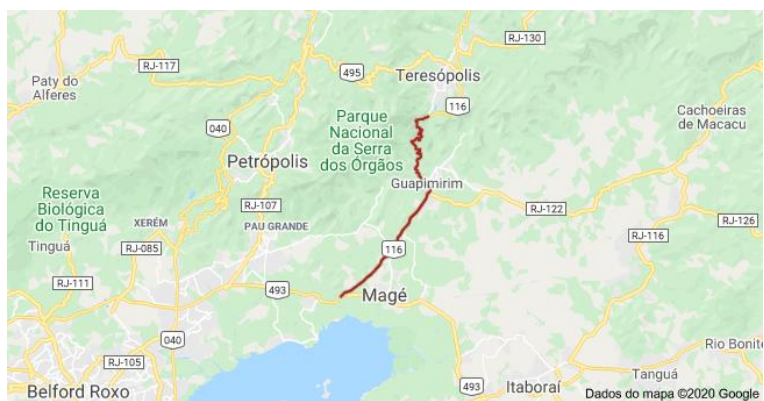 RJ-130
RJ-117
495
Teresópolis
Paty do
Alferes
116
Parque
Nacional
da Serra
dos Órgãos
Cachoeiras
de Macacu
040
Petrópolis
Guapimirim
Reserva
Biológica
do Tinguá
XERÉM
RJ-107
PAU GRANDE
RJ-122
RJ-126
Tinguá
RJ-085
116
RJ-116
RJ-111
493
Magé
040
RJ-105
Rio Bonite
Tanguá
493
Itaboraí
Belford Roxo
Dados do mapa ©2020 Google